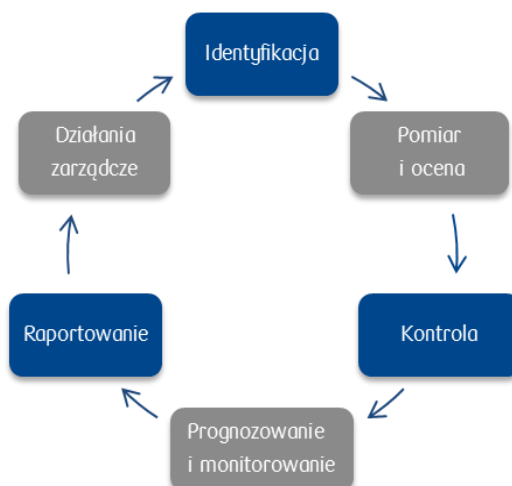 Identyfikacja
Pomiar
i ocena
Kontrola
Prognozowanie
i monitorowanie
Raportowanie
Działania
zarządcze